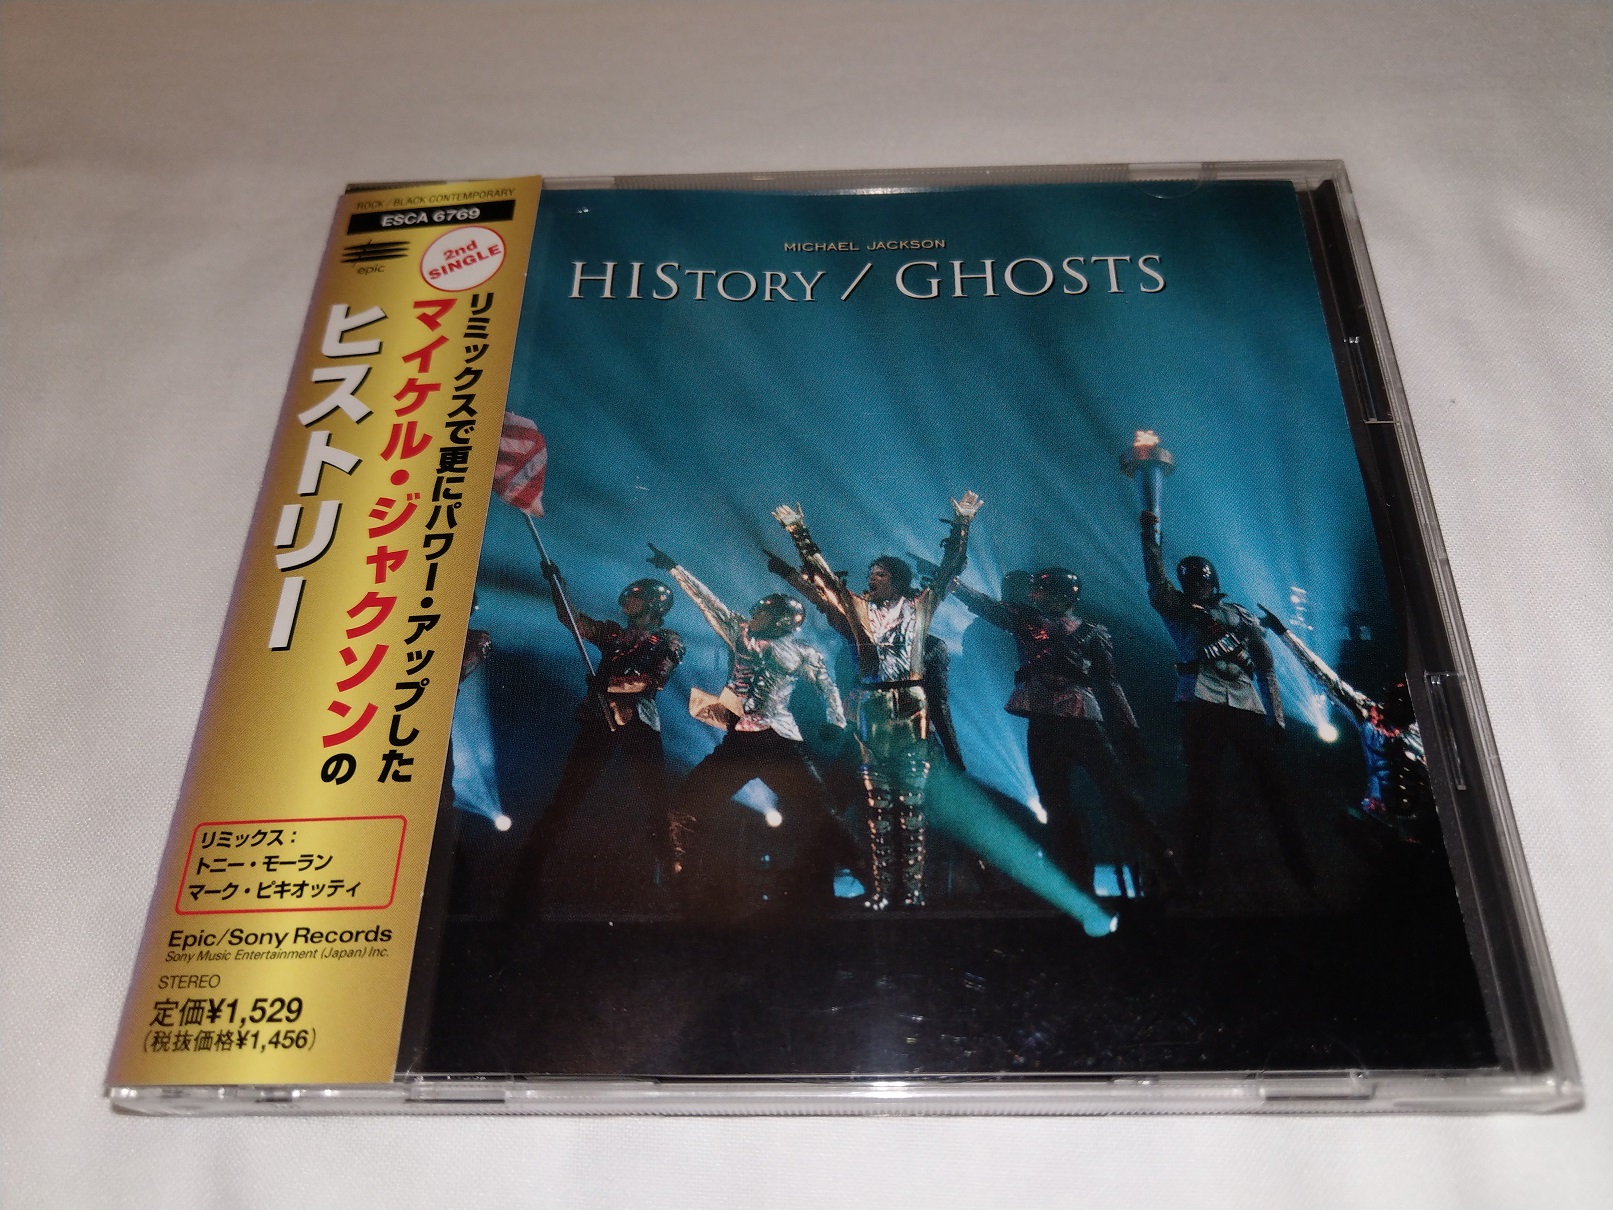 ROCK / BLACK CONTEMPORARY
ESCA 6769
epic
2nd
SINGLE
リミックスで更にパワー・アップした
マイケル・ジャクソンの
ヒストリー
リミックス：
トニー・モーラン
マーク・ピキオッティ
Epic/Sony Records
Sony Music Entertainment (Japan) Inc.
STEREO
定価¥1,529
(税抜価格¥1,456)
MICHAEL JACKSON
HISTORY / GHOSTS